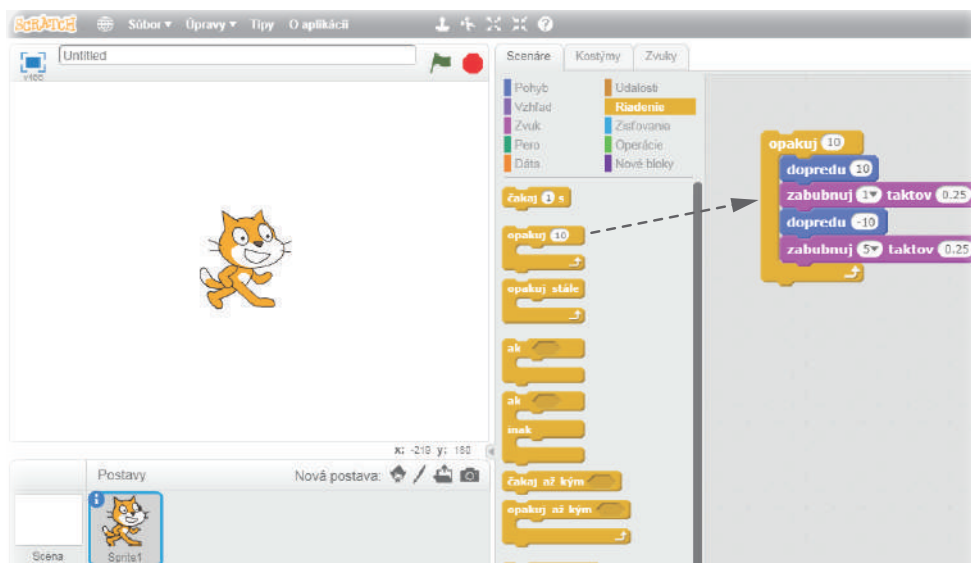 SCRATCH Súbor ▾ Úpravy ▾ Tipy O aplikácii
Untitled
v460
x: -219 y: 180
Postavy Nová postava:
Scéna Sprite1
Scenáre Kostýmy Zvuky
Pohyb Udalosti
Vzhľad Riadenie
Zvuk Zisťovania
Pero Operácie
Dáta Nové bloky
čakaj 1 s
opakuj 10
opakuj stále
ak
ak
inak
čakaj až kým
opakuj až kým
opakuj 10
dopredu 10
zabubnuj 1▾ taktov 0.25
dopredu -10
zabubnuj 5▾ taktov 0.25